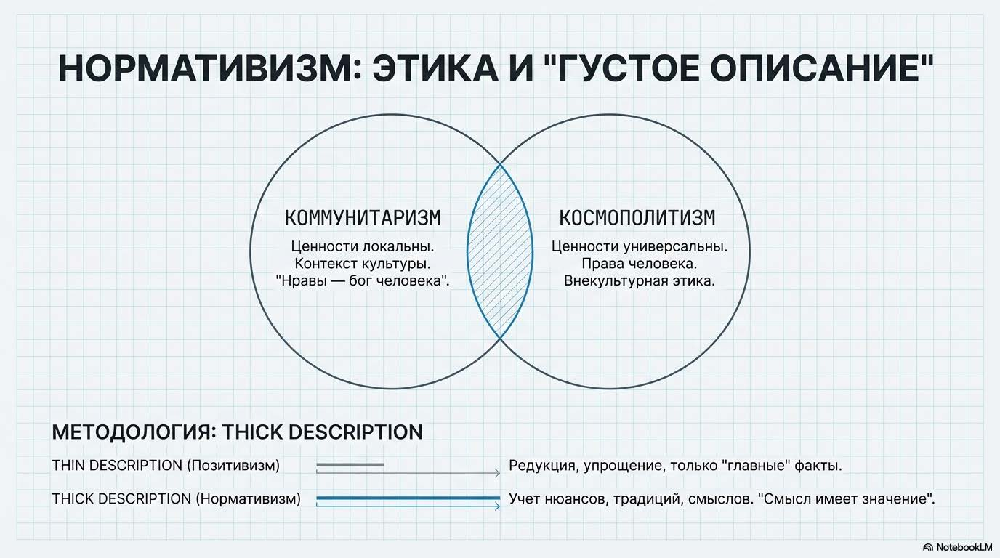 НОРМАТИВИЗМ: ЭТИКА И "ГУСТОЕ ОПИСАНИЕ"
КОММУНИТАРИЗМ
Ценности локальны.
Контекст культуры.
"Нравы — бог человека".
КОСМОПОЛИТИЗМ
Ценности универсальны.
Права человека.
Внекультурная этика.
МЕТОДОЛОГИЯ: THICK DESCRIPTION
THIN DESCRIPTION (Позитивизм)
Редукция, упрощение, только "главные" факты.
THICK DESCRIPTION (Нормативизм)
Учет нюансов, традиций, смыслов. "Смысл имеет значение".
NotebookLM